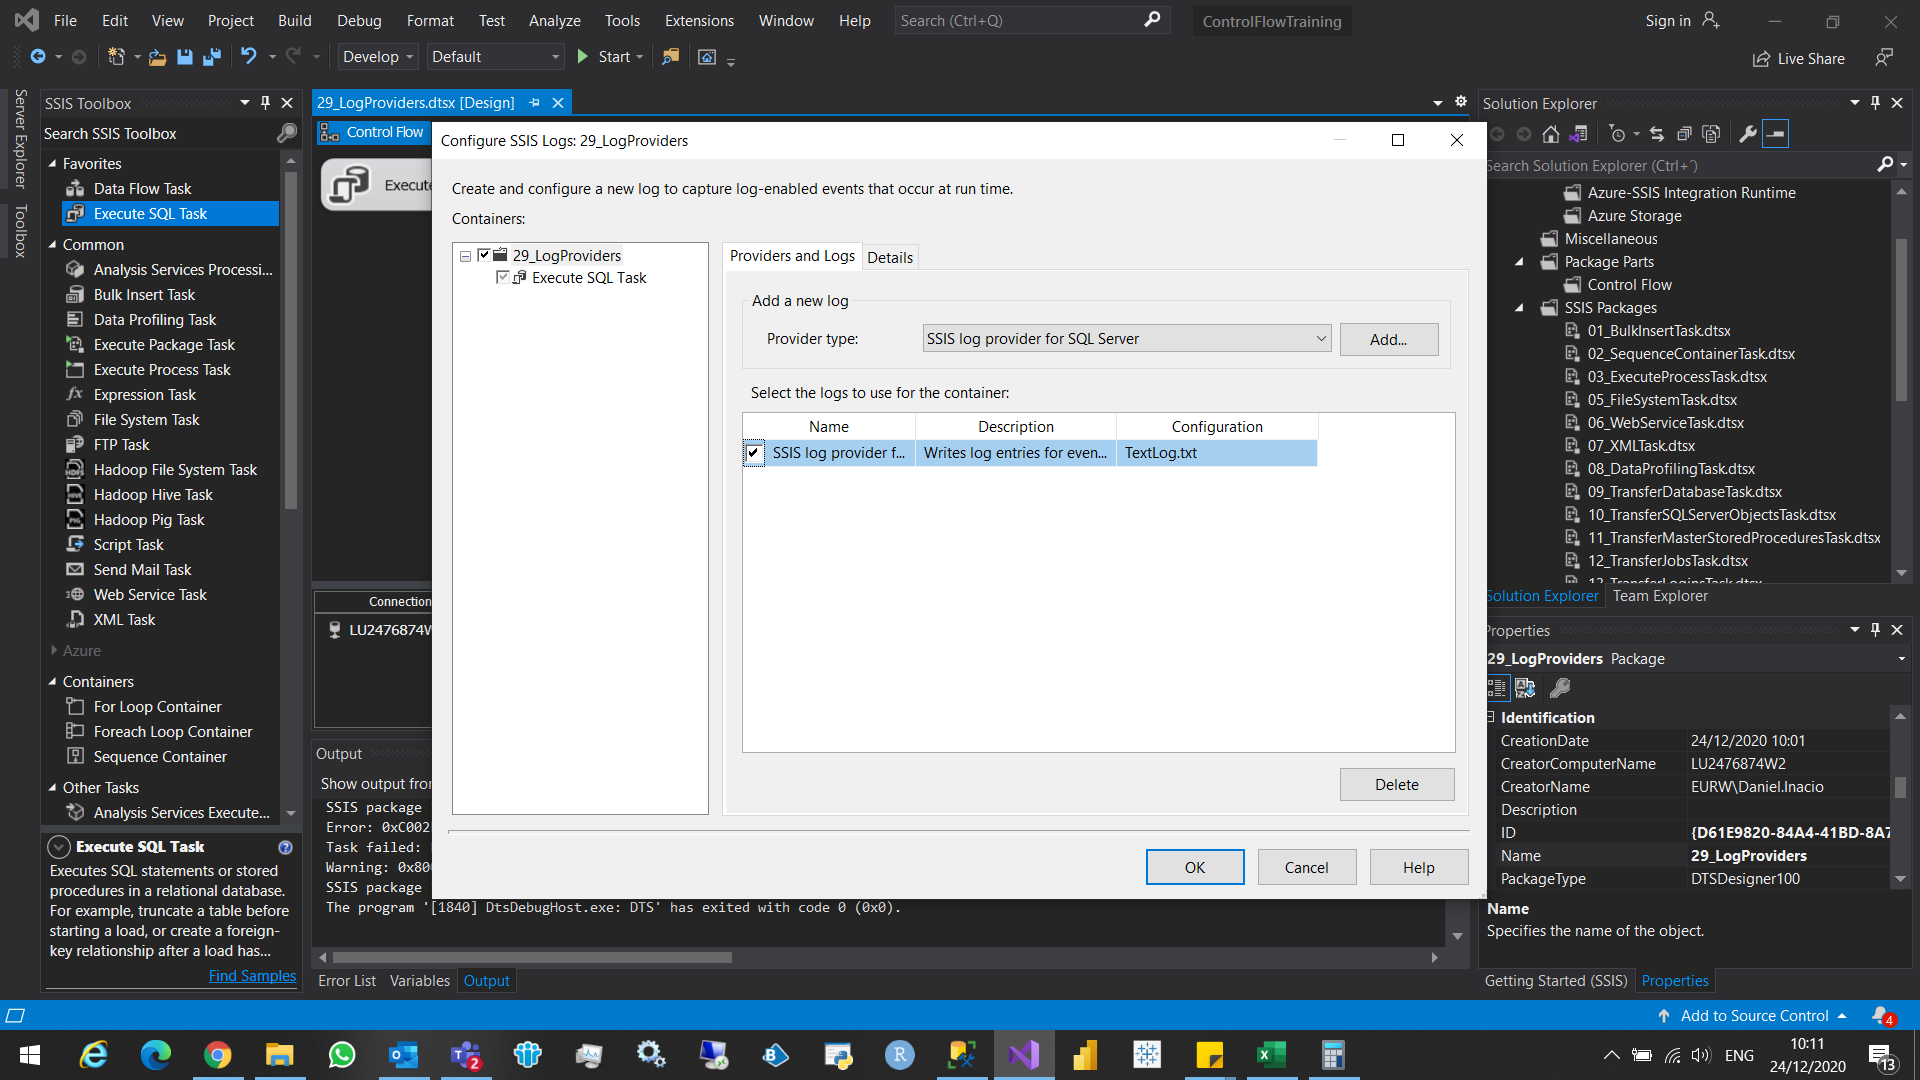 File Edit View Project Build Debug Format Test Analyze Tools Extensions Window Help Search (Ctrl+Q) ControlFlowTraining Sign in
Develop Default Start Live Share
Server Explorer
Toolbox
SSIS Toolbox
Search SSIS Toolbox
Favorites
Data Flow Task
Execute SQL Task
Common
Analysis Services Processi...
Bulk Insert Task
Data Profiling Task
Execute Package Task
Execute Process Task
Expression Task
File System Task
FTP Task
Hadoop File System Task
Hadoop Hive Task
Hadoop Pig Task
Script Task
Send Mail Task
Web Service Task
XML Task
Azure
Containers
For Loop Container
Foreach Loop Container
Sequence Container
Other Tasks
Analysis Services Execute...
Execute SQL Task
Executes SQL statements or stored
procedures in a relational database.
For example, truncate a table before
starting a load, or create a foreign-
key relationship after a load has...
Find Samples
29_LogProviders.dtsx [Design]
Control Flow
Execute
Connection
LU2476874W
Configure SSIS Logs: 29_LogProviders
Create and configure a new log to capture log-enabled events that occur at run time.
Containers:
29_LogProviders
Execute SQL Task
Providers and Logs Details
Add a new log
Provider type: SSIS log provider for SQL Server Add...
Select the logs to use for the container:
Name Description Configuration
SSIS log provider f... Writes log entries for even... TextLog.txt
Delete
OK Cancel Help
Output
Show output from
SSIS package
Error: 0xC002
Task failed:
Warning: 0x80
SSIS package
The program '[1840] DtsDebugHost.exe: DTS' has exited with code 0 (0x0).
Error List Variables Output
Solution Explorer
Search Solution Explorer (Ctrl+´)
Azure-SSIS Integration Runtime
Azure Storage
Miscellaneous
Package Parts
Control Flow
SSIS Packages
01_BulkInsertTask.dtsx
02_SequenceContainerTask.dtsx
03_ExecuteProcessTask.dtsx
05_FileSystemTask.dtsx
06_WebServiceTask.dtsx
07_XMLTask.dtsx
08_DataProfilingTask.dtsx
09_TransferDatabaseTask.dtsx
10_TransferSQLServerObjectsTask.dtsx
11_TransferMasterStoredProceduresTask.dtsx
12_TransferJobsTask.dtsx
13_TransferLoginsTask.dtsx
Solution Explorer Team Explorer
Properties
29_LogProviders Package
Identification
CreationDate 24/12/2020 10:01
CreatorComputerName LU2476874W2
CreatorName EURW\Daniel.Inacio
Description
ID {D61E9820-84A4-41BD-8A7
Name 29_LogProviders
PackageType DTSDesigner100
Name
Specifies the name of the object.
Getting Started (SSIS) Properties
Add to Source Control 4
2 ENG 10:11
24/12/2020 13